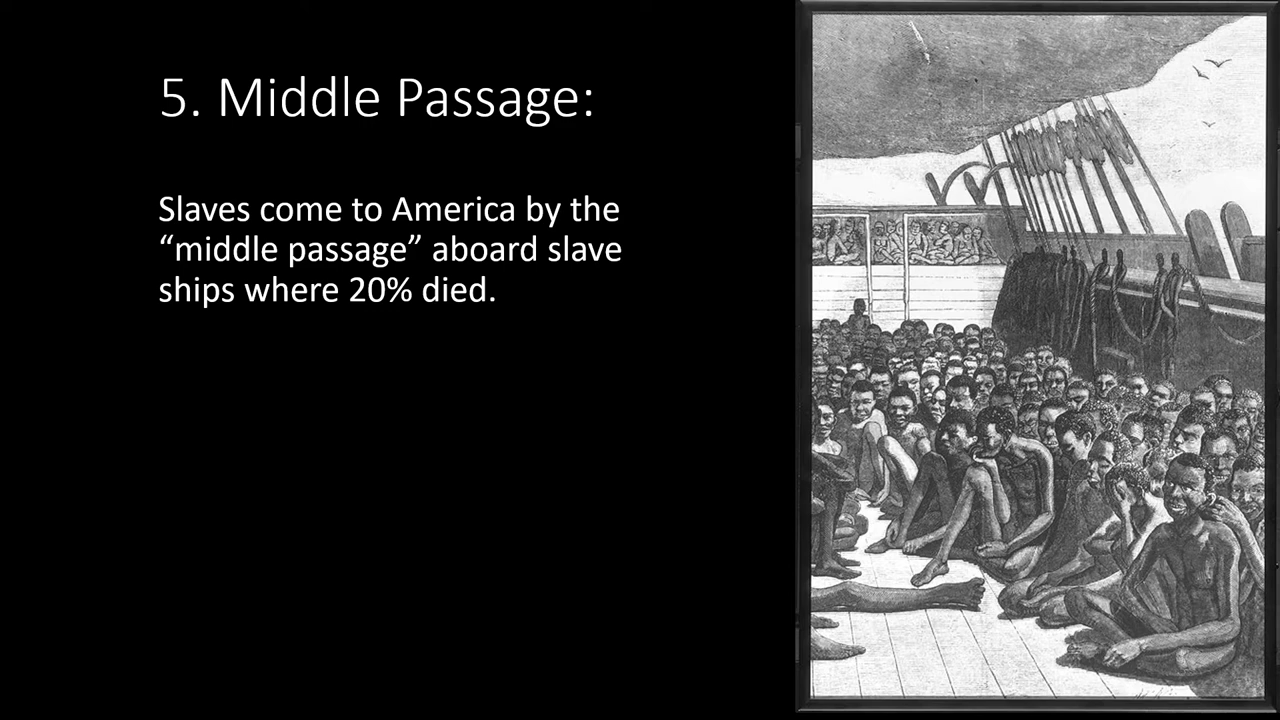 5. Middle Passage:
Slaves come to America by the
“middle passage” aboard slave
ships where 20% died.